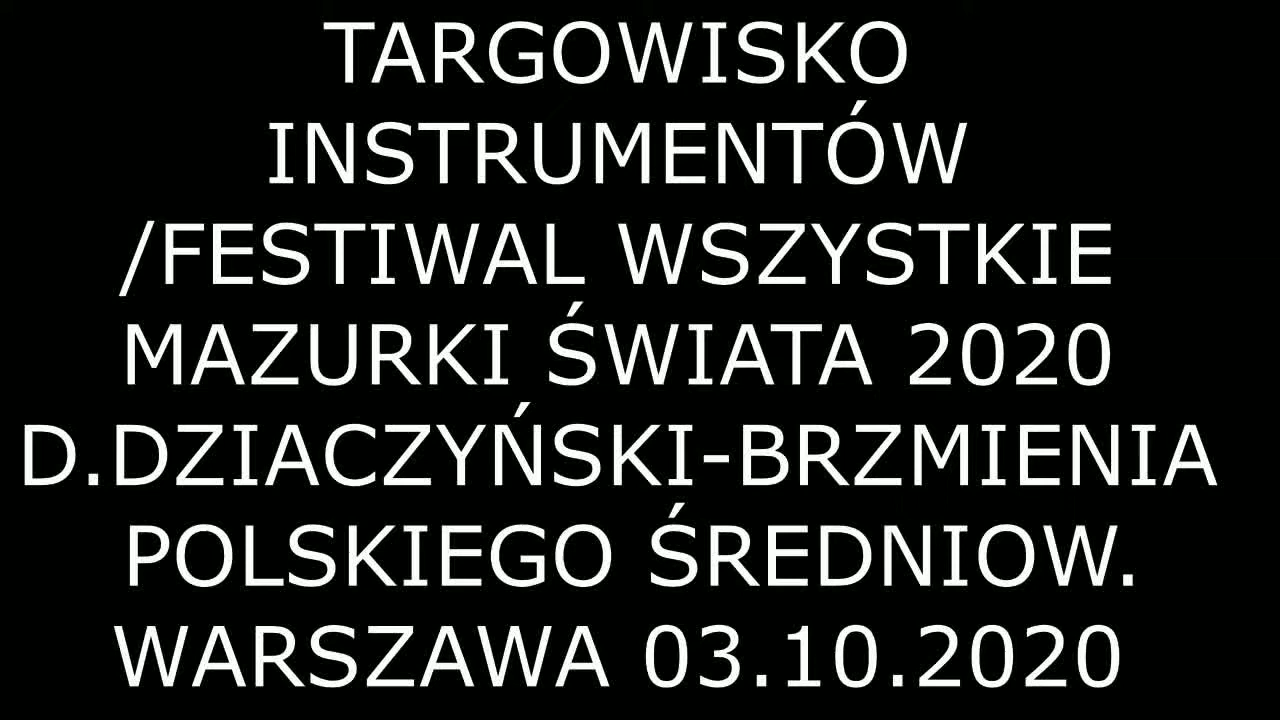 TARGOWISKO
INSTRUMENTÓW
/FESTIWAL WSZYSTKIE
MAZURKI ŚWIATA 2020
D.DZIACZYŃSKI-BRZMIENIA
POLSKIEGO ŚREDNIOW.
WARSZAWA 03.10.2020